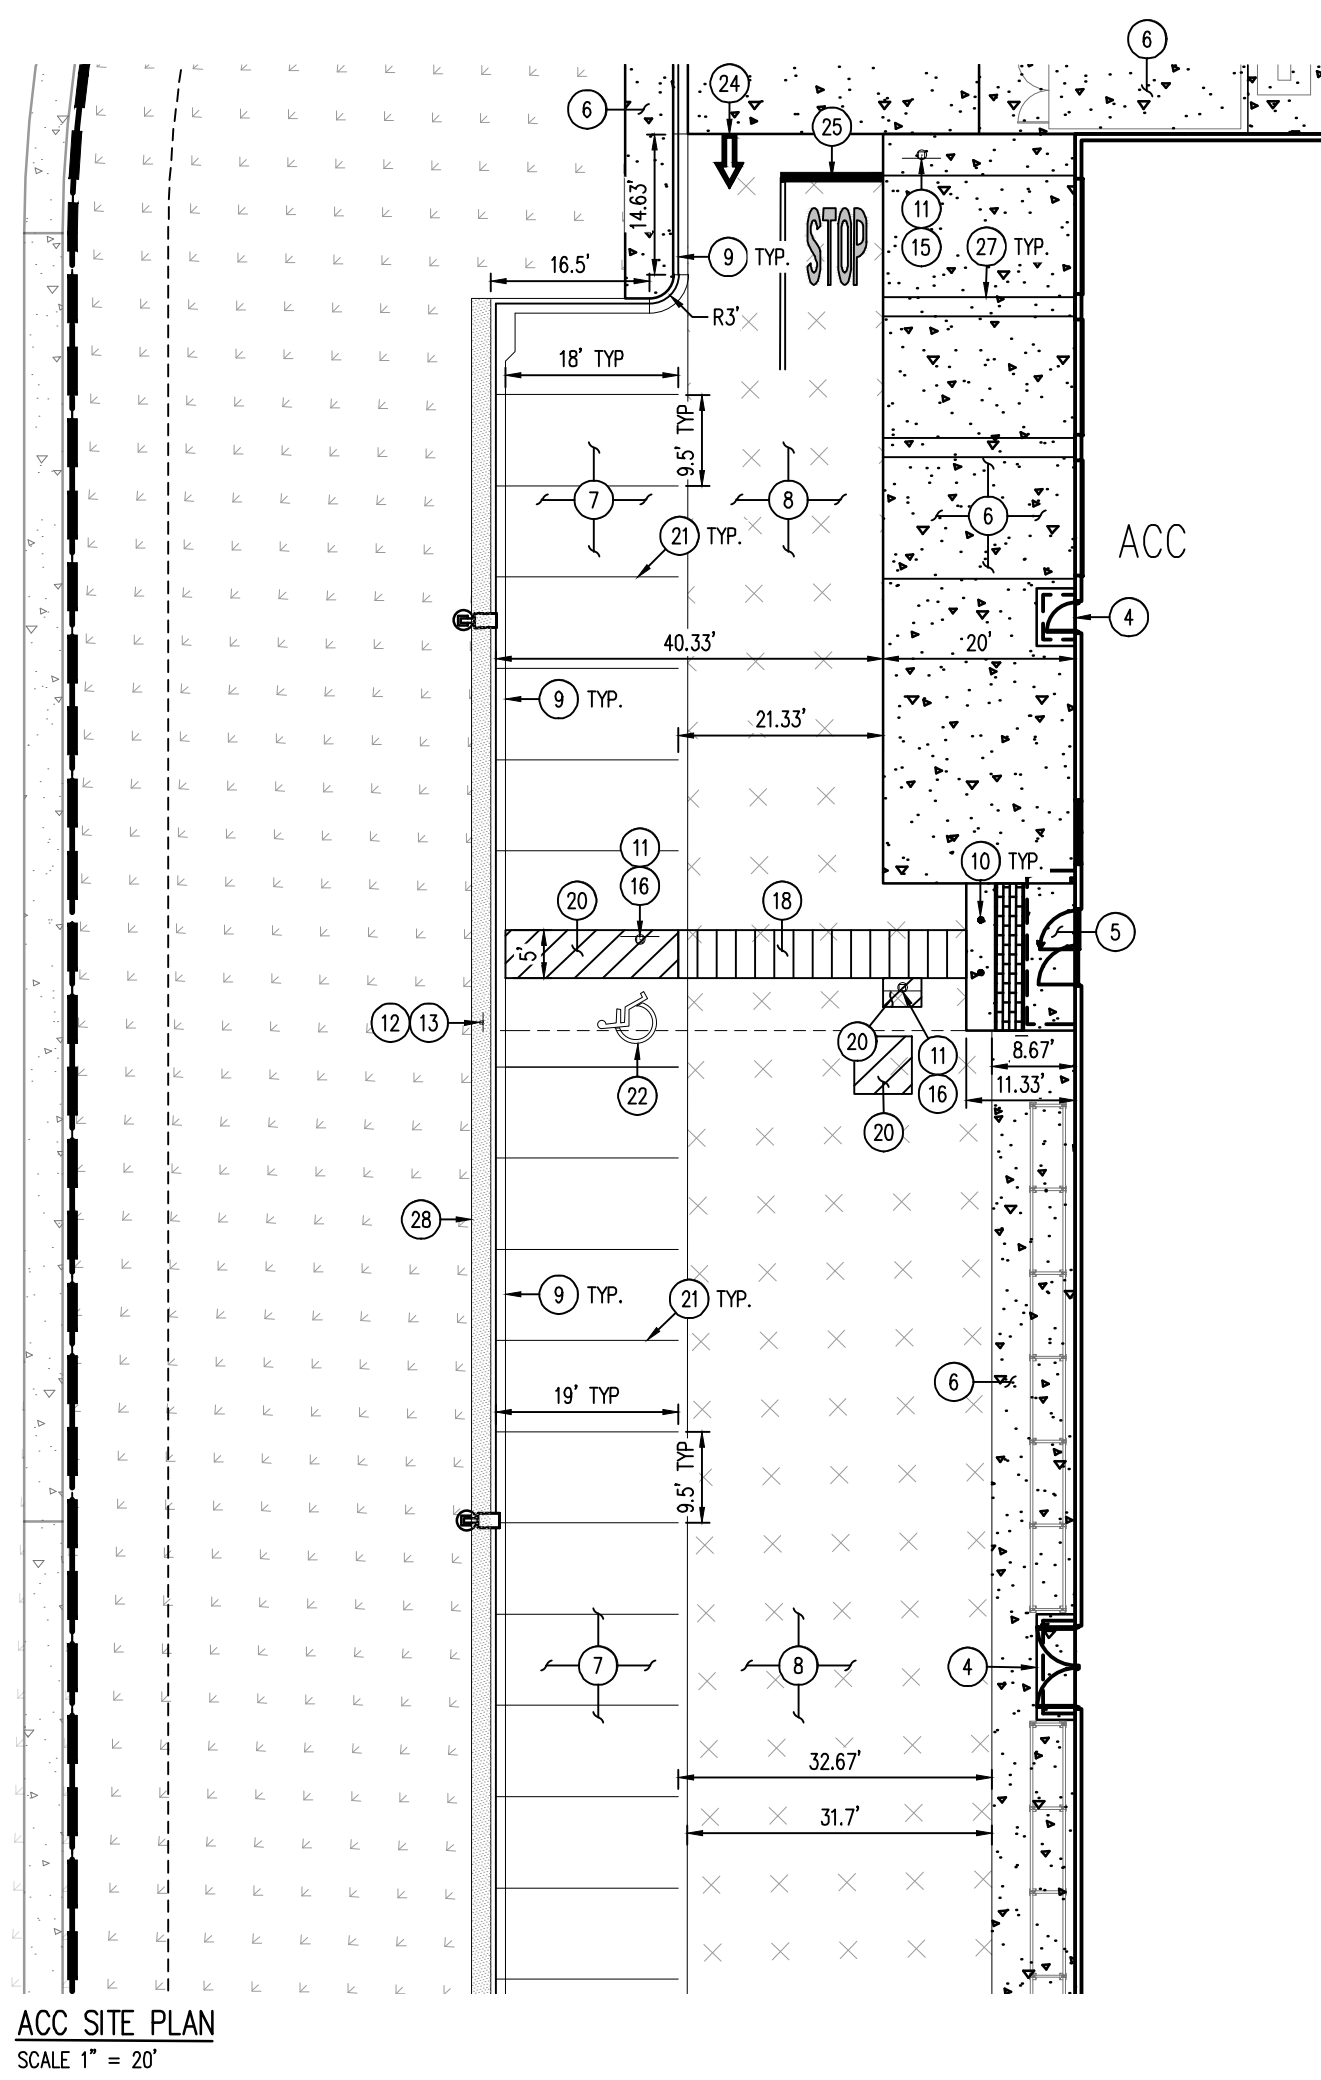 6
24
6
25
14.63'
STOP
11
15
27 TYP.
9 TYP.
16.5'
R3'
18' TYP
9.5' TYP
7
8
6
21 TYP.
ACC
4
40.33'
20'
9 TYP.
21.33'
11
16
10 TYP.
20
18
5
5'
12 13
20
11
16
8.67'
11.33'
22
20
28
9 TYP.
21 TYP.
6
19' TYP
9.5' TYP
7
8
4
32.67'
31.7'
ACC SITE PLAN
SCALE 1" = 20'